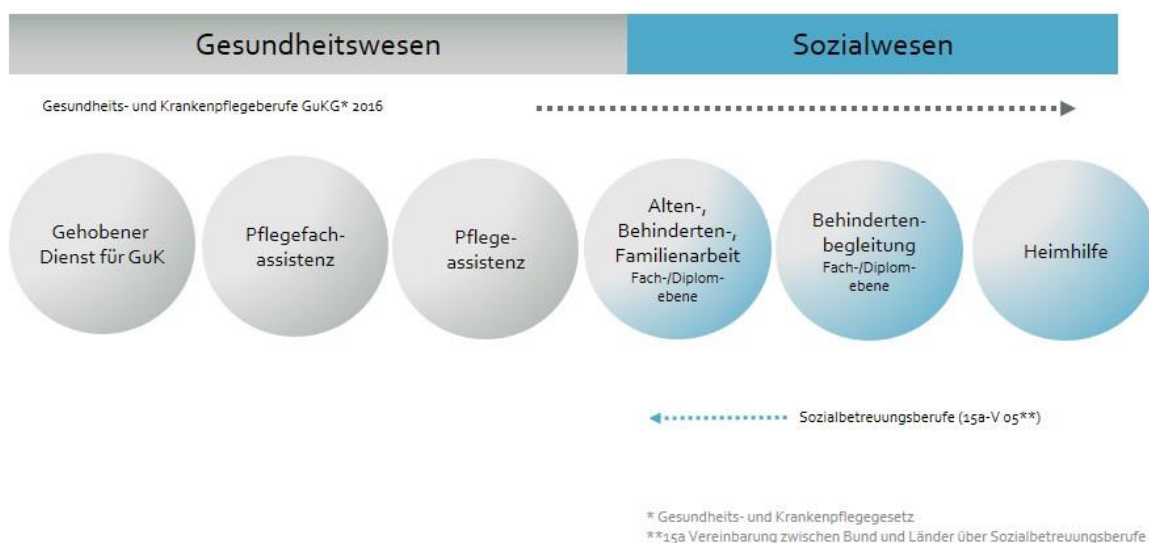 Gesundheitswesen
Sozialwesen
Gesundheits- und Krankenpflegeberufe GuKG* 2016
Gehobener
Dienst für GuK
Pflegefach-
assistenz
Pflege-
assistenz
Alten-,
Behinderten-,
Familienarbeit
Fach-/Diplom-
ebene
Behinderten-
begleitung
Fach-/Diplom-
ebene
Heimhilfe
Sozialbetreuungsberufe (15a-V 05**)
* Gesundheits- und Krankenpflegegesetz
**15a Vereinbarung zwischen Bund und Länder über Sozialbetreuungsberufe